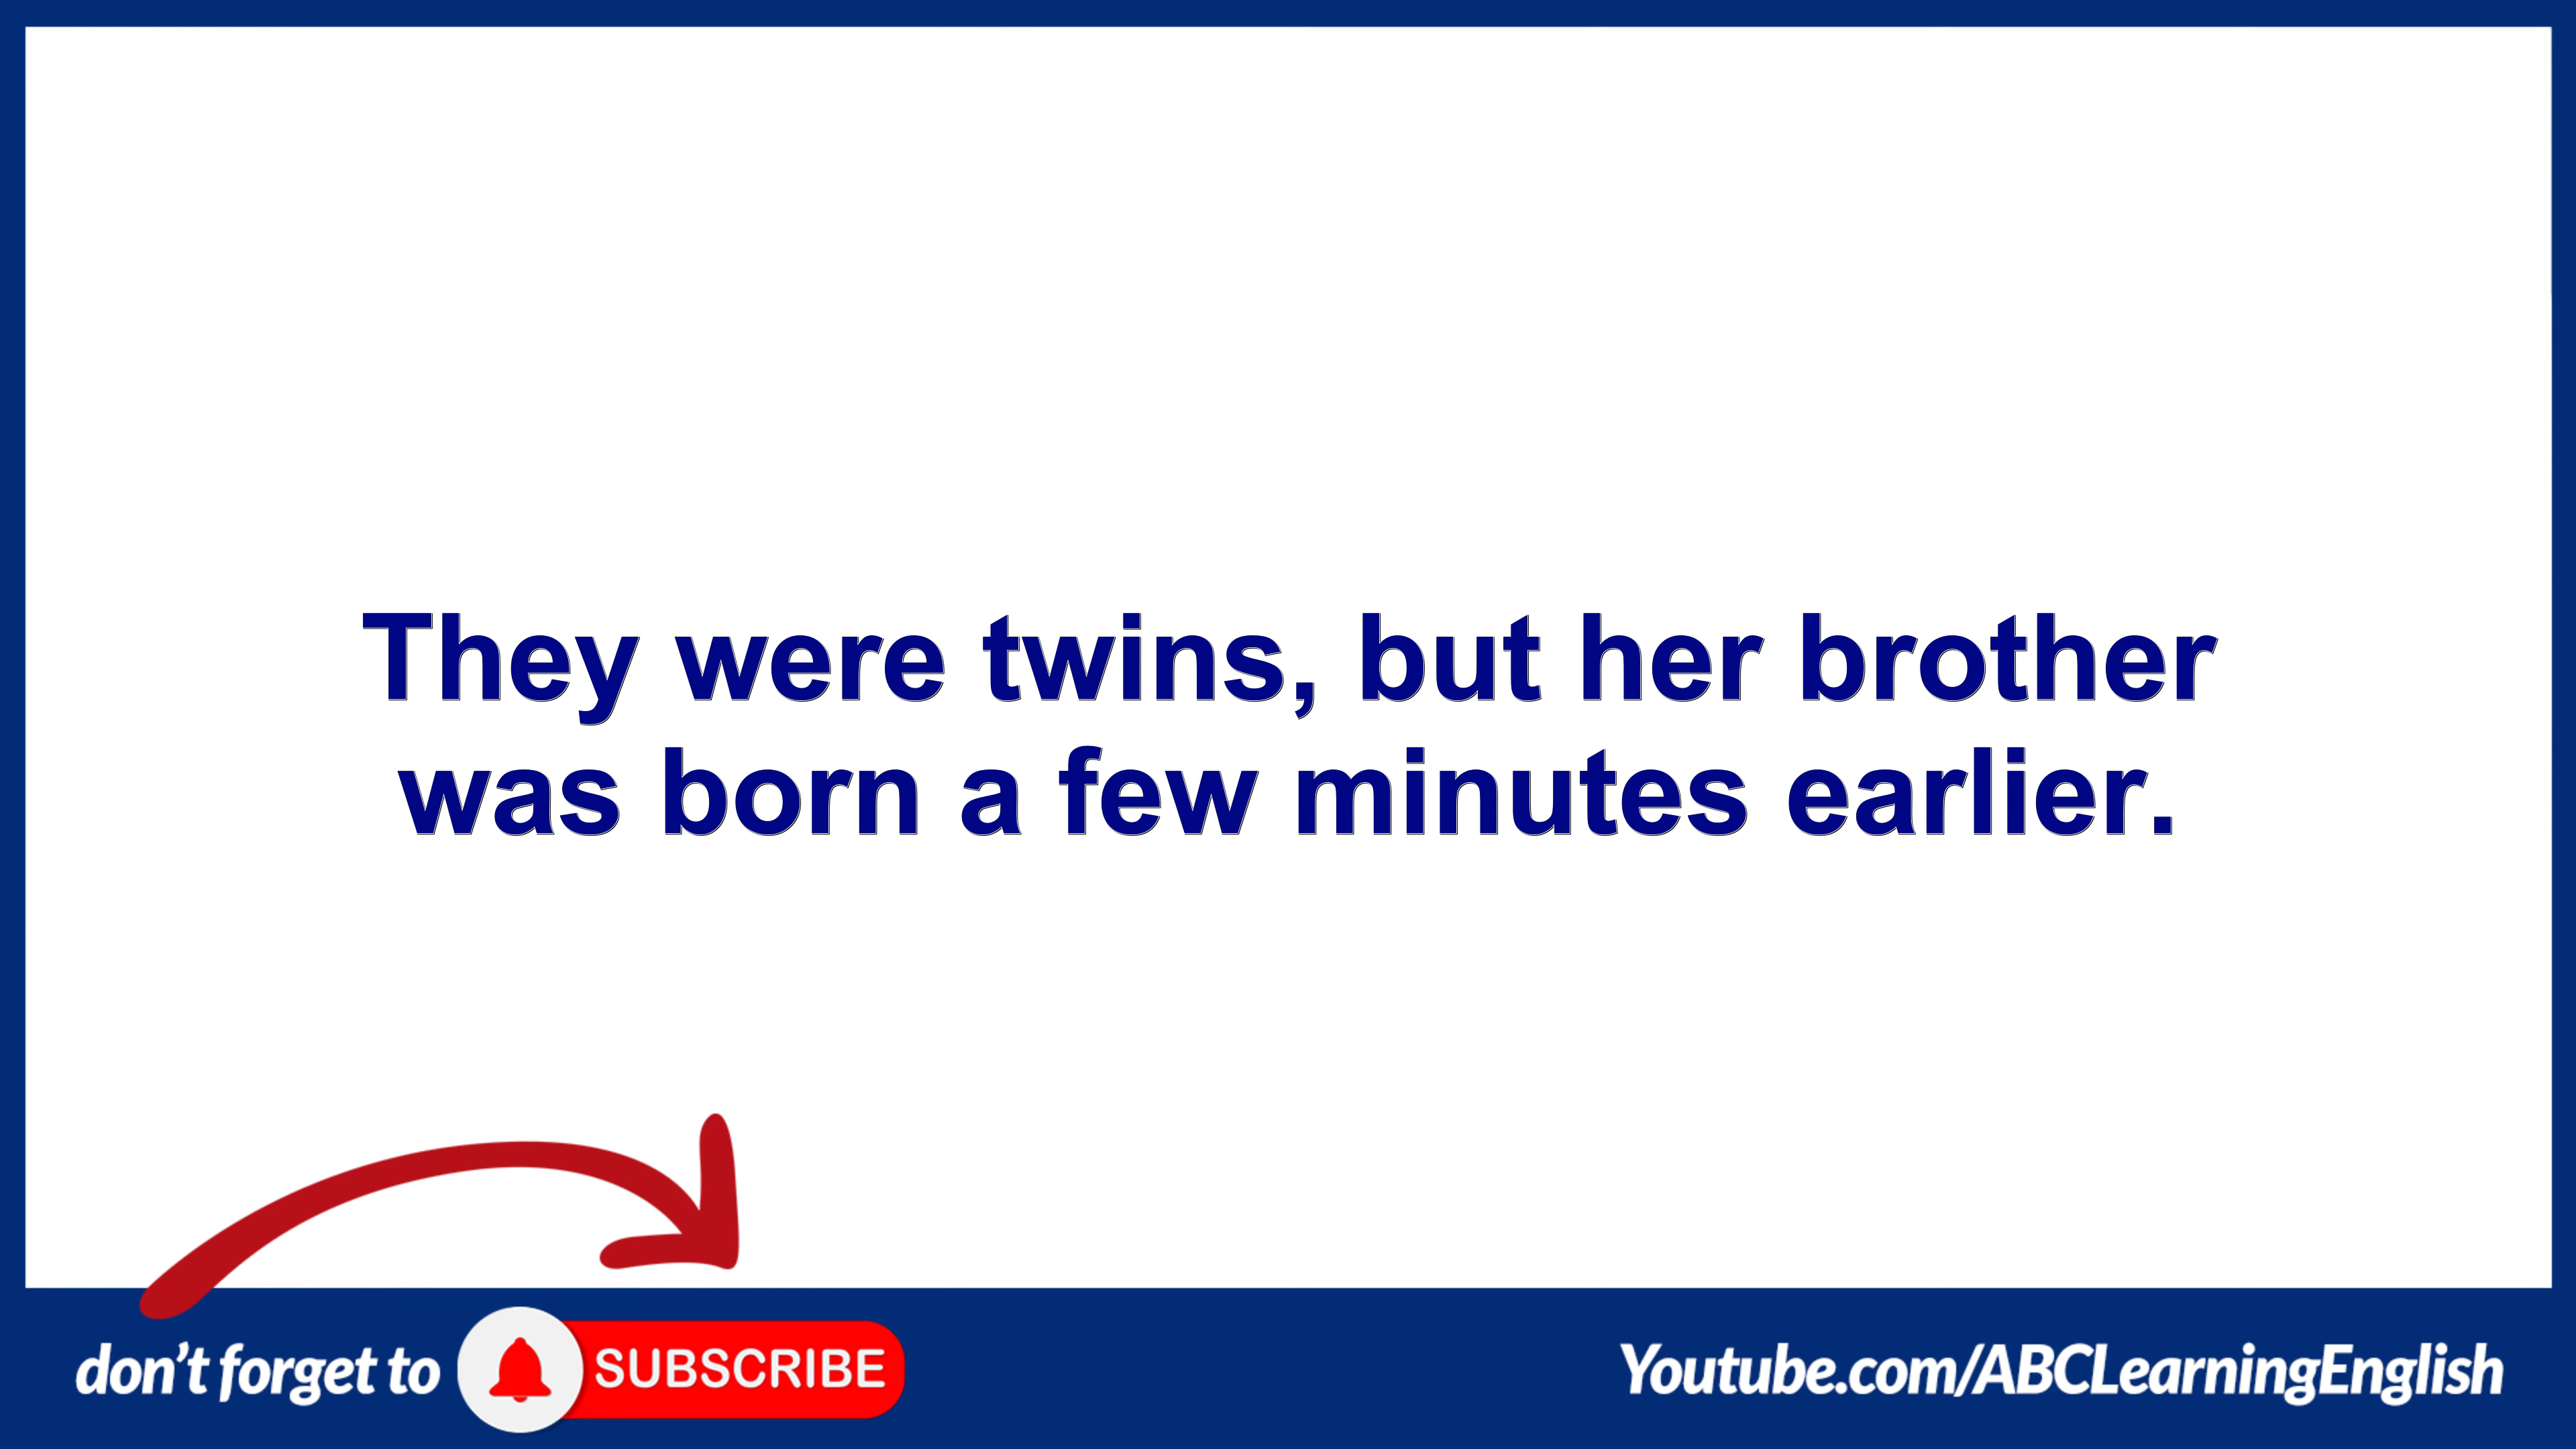 They were twins, but her brother
was born a few minutes earlier.
don't forget to SUBSCRIBE
Youtube.com/ABCLearningEnglish